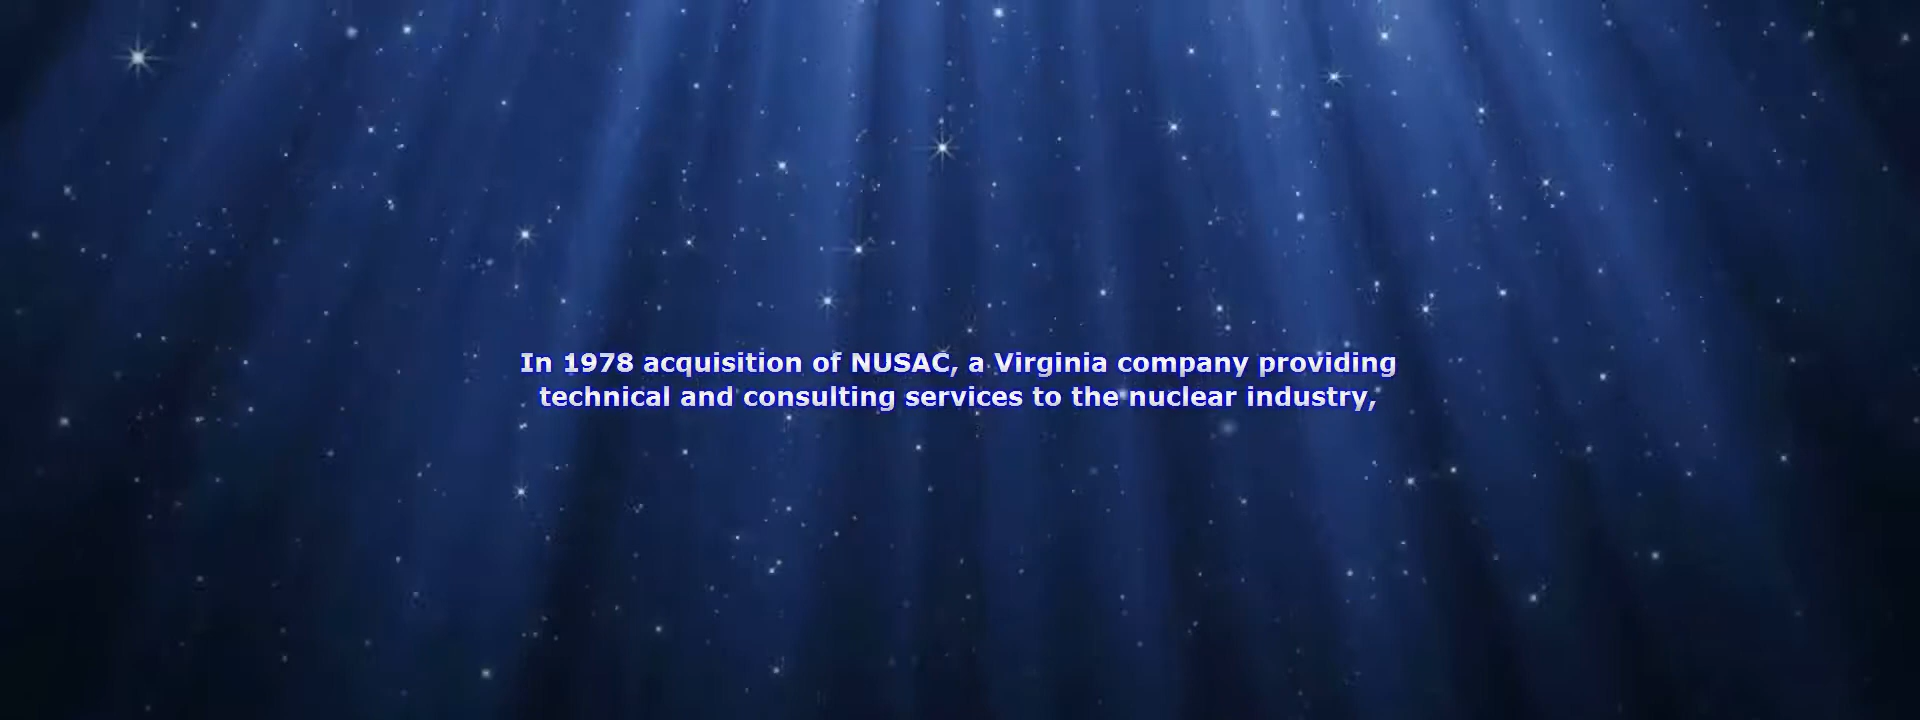 In 1978 acquisition of NUSAC, a Virginia company providing
technical and consulting services to the nuclear industry,